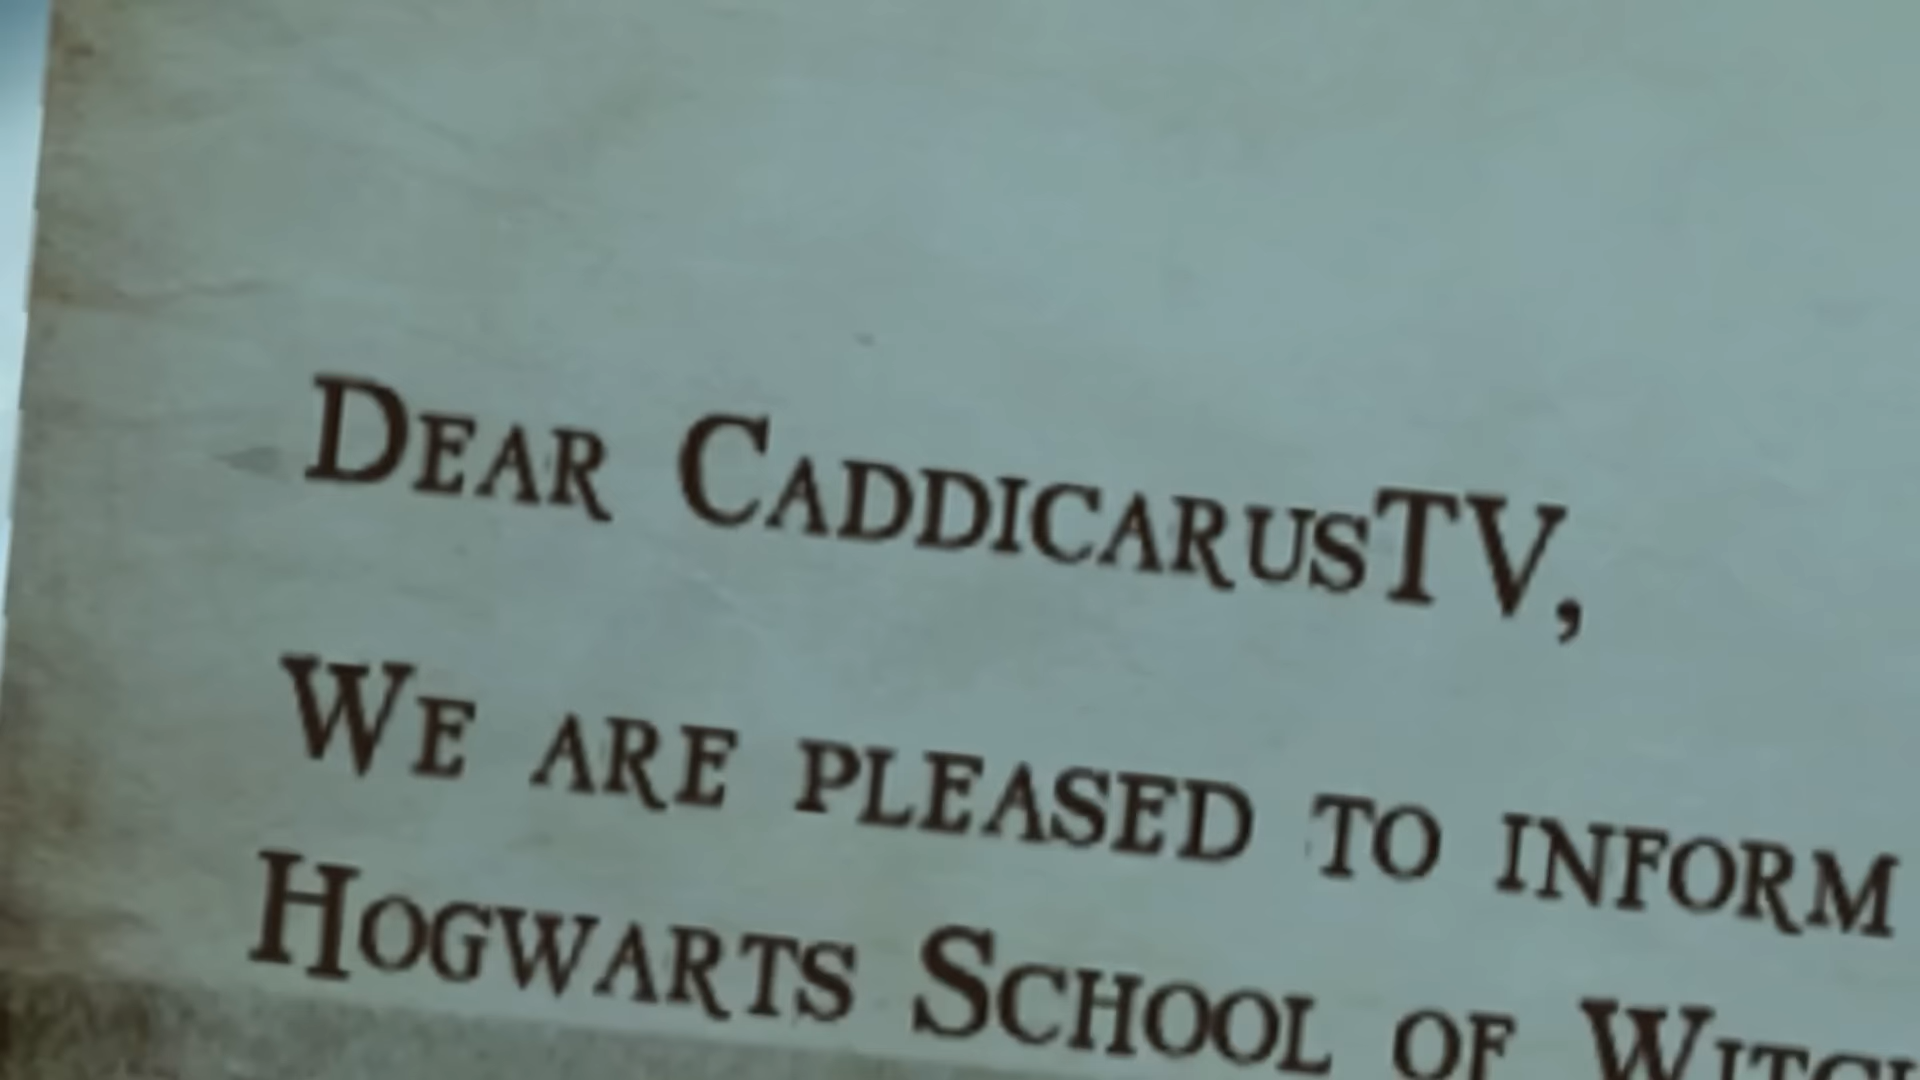 Dear CaddicarusTV,
We are pleased to inform
Hogwarts School of